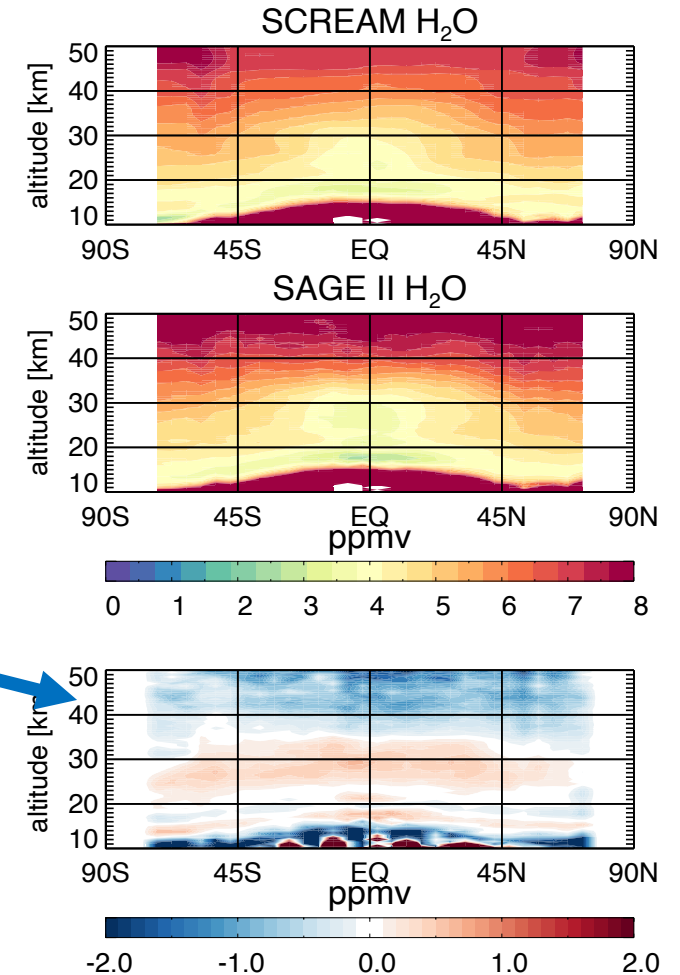 SCREAM H₂O
altitude [km]
50
40
30
20
10
90S 45S EQ 45N 90N
SAGE II H₂O
altitude [km]
50
40
30
20
10
90S 45S EQ 45N 90N
ppmv
0 1 2 3 4 5 6 7 8
altitude [km]
50
40
30
20
10
90S 45S EQ 45N 90N
ppmv
-2.0 -1.0 0.0 1.0 2.0